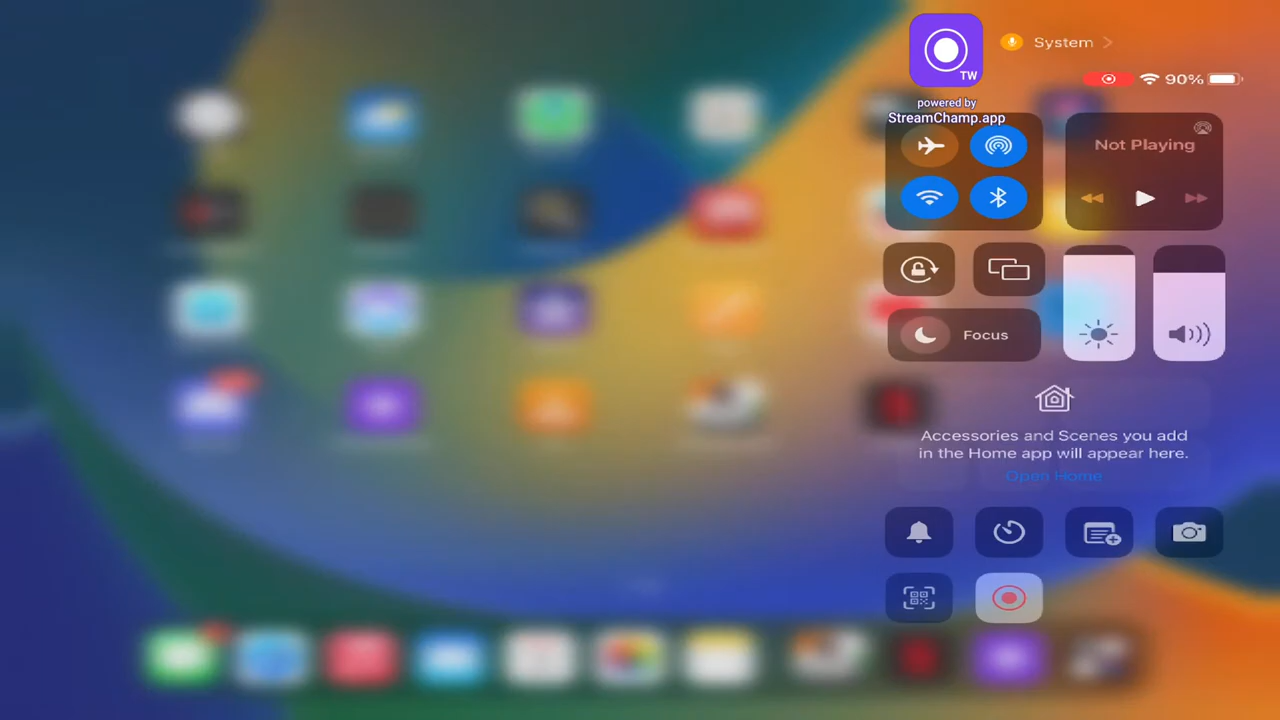 TW
System
90%
powered by
StreamChamp.app
Not Playing
Focus
Accessories and Scenes you add
in the Home app will appear here.
Open Home